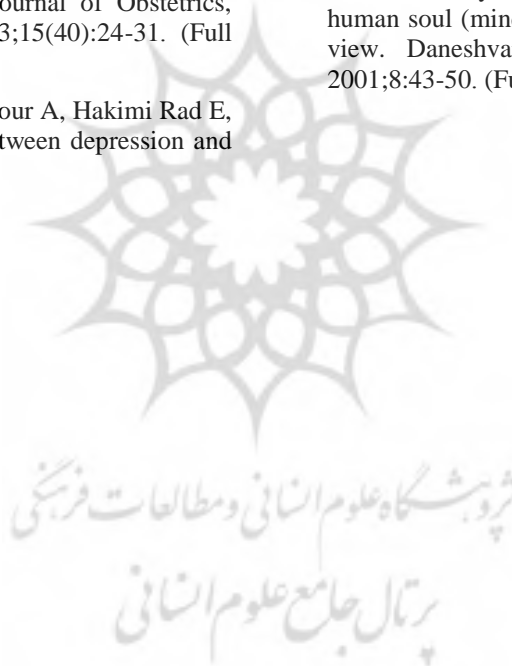 ournal of Obstetrics,
3;15(40):24-31. (Full
our A, Hakimi Rad E,
tween depression and
human soul (mind
view. Daneshva
2001;8:43-50. (Fu
پژوهشگاه علوم انسانی و مطالعات فرهنگی
پرتال جامع علوم انسانی